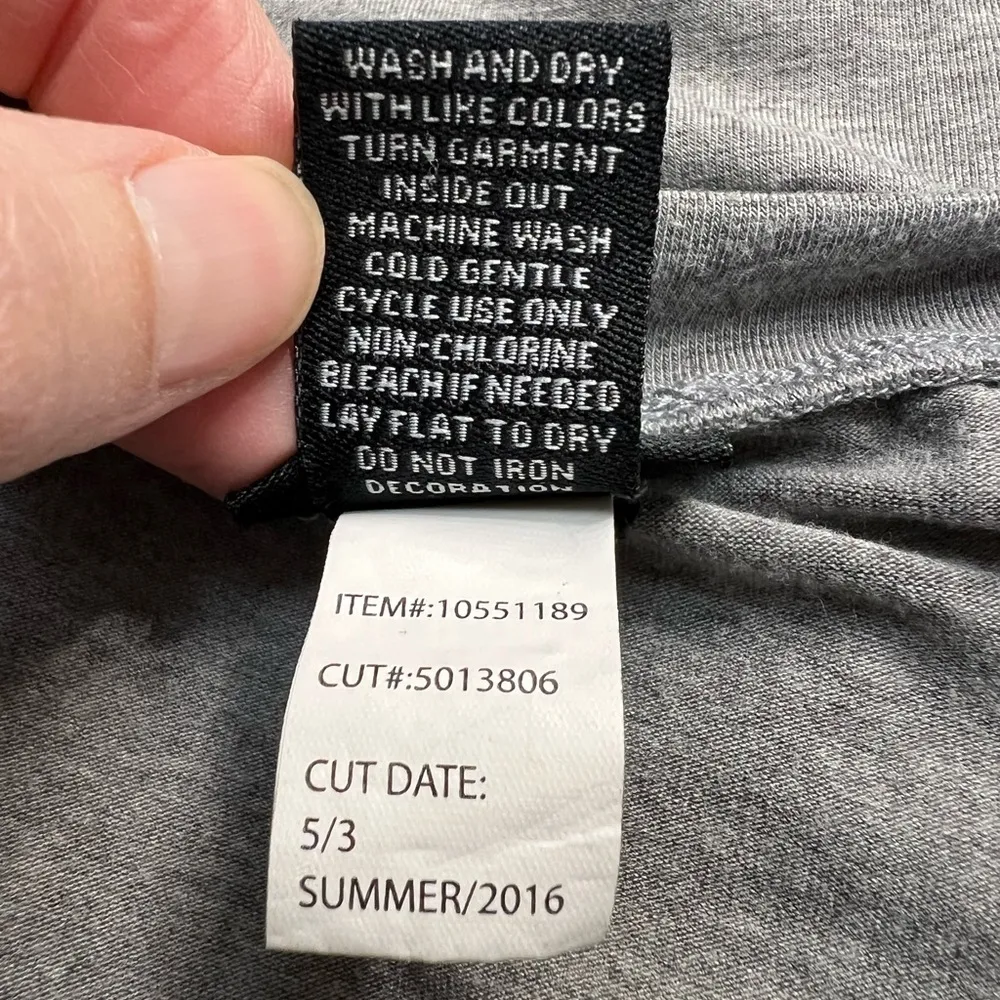 WASH AND DRY
WITH LIKE COLORS
TURN GARMENT
INSIDE OUT
MACHINE WASH
COLD GENTLE
CYCLE USE ONLY
NON-CHLORINE
BLEACH IF NEEDED
LAY FLAT TO DRY
DO NOT IRON
DECORATION
ITEM#:10551189
CUT#:5013806
CUT DATE:
5/3
SUMMER/2016